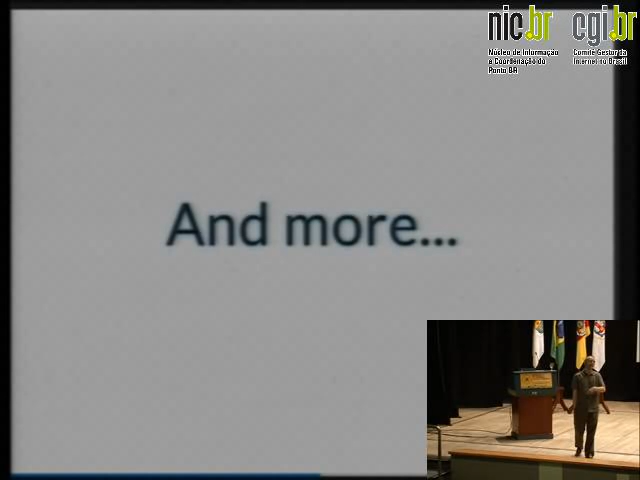 nic.br cgi.br
Núcleo de Informação
e Coordenação do
Ponto BR
Comitê Gestor da
Internet no Brasil
And more...